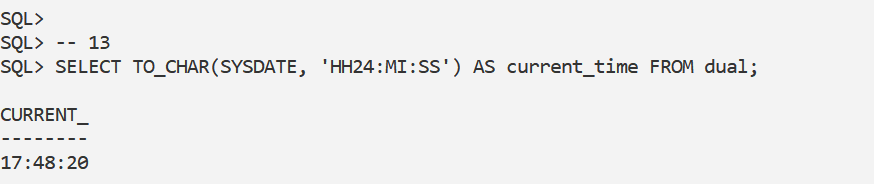 SQL>
SQL> -- 13
SQL> SELECT TO_CHAR(SYSDATE, 'HH24:MI:SS') AS current_time FROM dual;
CURRENT_
--------
17:48:20